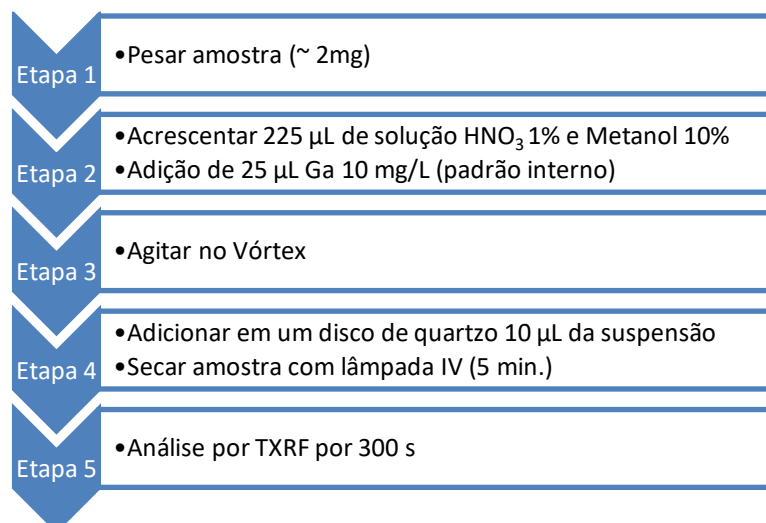 Etapa 1
•Pesar amostra (~ 2mg)
Etapa 2
•Acrescentar 225 µL de solução HNO₃ 1% e Metanol 10%
•Adição de 25 µL Ga 10 mg/L (padrão interno)
Etapa 3
•Agitar no Vórtex
Etapa 4
•Adicionar em um disco de quartzo 10 µL da suspensão
•Secar amostra com lâmpada IV (5 min.)
Etapa 5
•Análise por TXRF por 300 s